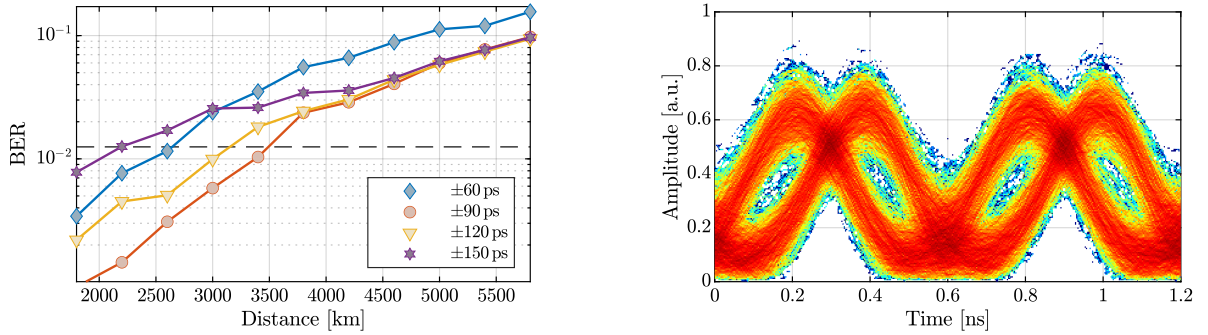 10⁻¹
10⁻²
BER
2000 2500 3000 3500 4000 4500 5000 5500
Distance [km]
±60 ps
±90 ps
±120 ps
±150 ps
1
0.8
0.6
0.4
0.2
0
Amplitude [a.u.]
0 0.2 0.4 0.6 0.8 1 1.2
Time [ns]